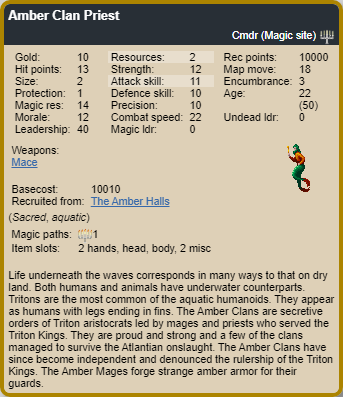 Amber Clan Priest
Cmdr (Magic site)
Gold: 10 Resources: 2 Rec points: 10000
Hit points: 13 Strength: 12 Map move: 18
Size: 2 Attack skill: 11 Encumbrance: 3
Protection: 1 Defence skill: 10 Age: 22
Magic res: 14 Precision: 10 (50)
Morale: 12 Combat speed: 22 Undead ldr: 0
Leadership: 40 Magic ldr: 0
Weapons:
Mace
Basecost: 10010
Recruited from: The Amber Halls
(Sacred, aquatic)
Magic paths: 1
Item slots: 2 hands, head, body, 2 misc
Life underneath the waves corresponds in many ways to that on dry
land. Both humans and animals have underwater counterparts.
Tritons are the most common of the aquatic humanoids. They appear
as humans with legs ending in fins. The Amber Clans are secretive
orders of Triton aristocrats led by mages and priests who served the
Triton Kings. They are proud and strong and a few of the clans
managed to survive the Atlantian onslaught. The Amber Clans have
since become independent and denounced the rulership of the Triton
Kings. The Amber Mages forge strange amber armor for their
guards.